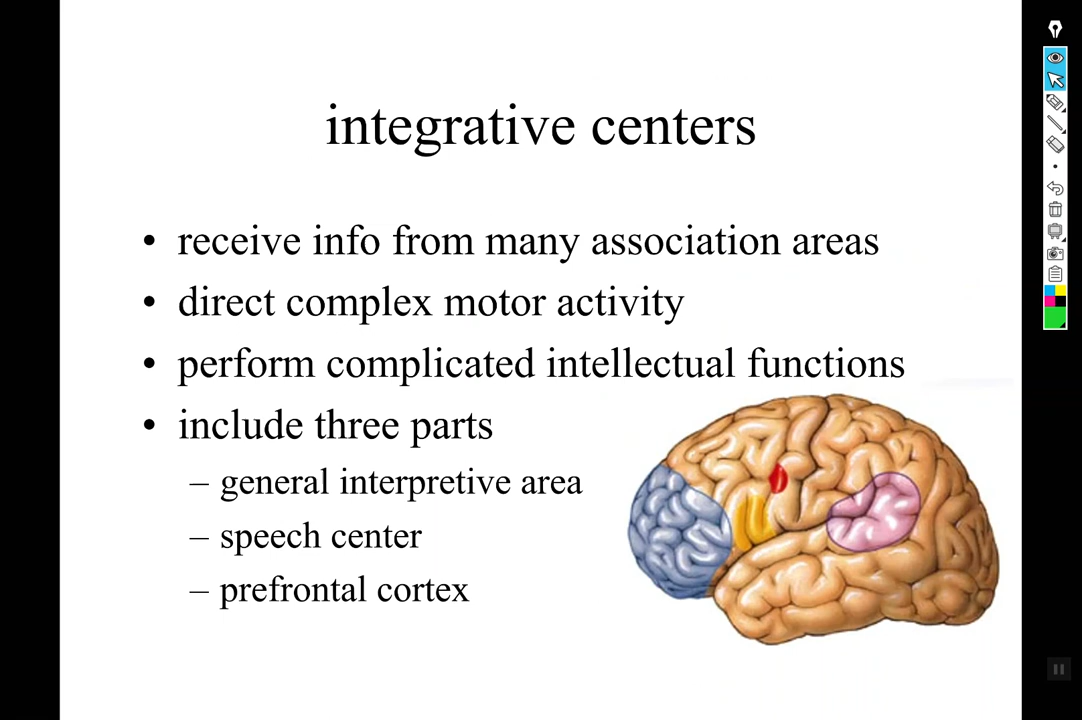 integrative centers
• receive info from many association areas
• direct complex motor activity
• perform complicated intellectual functions
• include three parts
– general interpretive area
– speech center
– prefrontal cortex